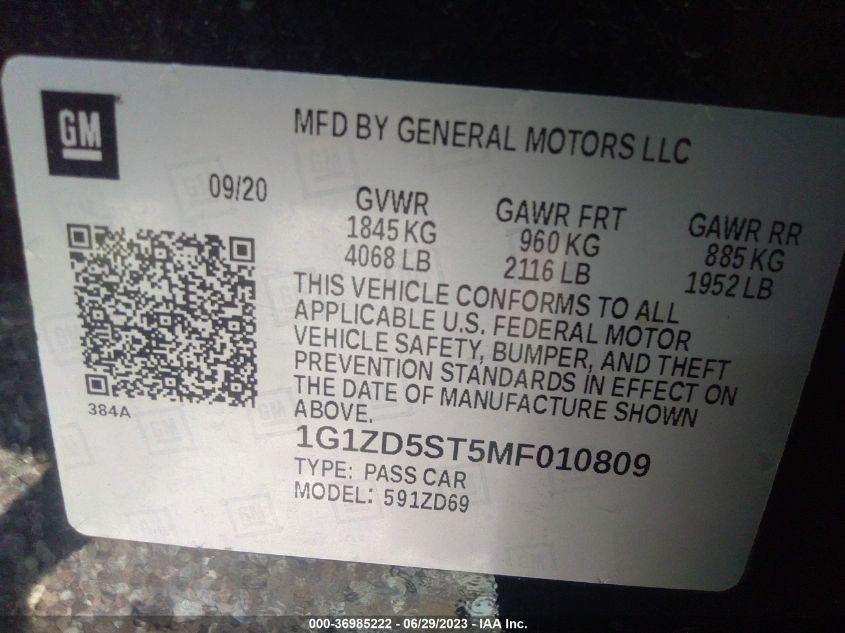 GM
MFD BY GENERAL MOTORS LLC
09/20
GVWR
1845 KG
4068 LB
GAWR FRT
960 KG
2116 LB
GAWR RR
885 KG
1952 LB
THIS VEHICLE CONFORMS TO ALL
APPLICABLE U.S. FEDERAL MOTOR
VEHICLE SAFETY, BUMPER, AND THEFT
PREVENTION STANDARDS IN EFFECT ON
THE DATE OF MANUFACTURE SHOWN
ABOVE.
384A
1G1ZD5ST5MF010809
TYPE: PASS CAR
MODEL: 591ZD69
000-36985222 - 06/29/2023 - IAA Inc.